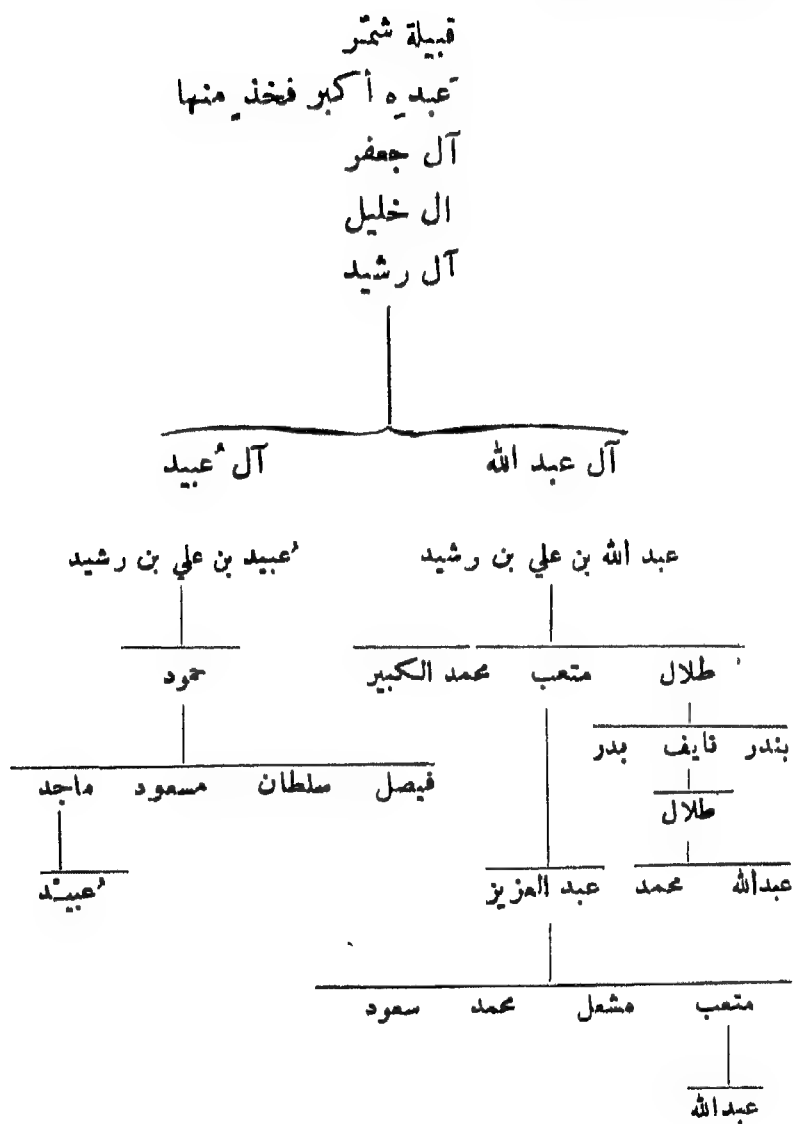 قبيلة شمّر
عبده أكبر فخذ منها
آل جعفر
ال خليل
آل رشيد
آل عبد الله آل عُبيد
عبد الله بن علي بن رشيد عُبيد بن علي بن رشيد
طلال متعب محمد الكبير حمود
بندر نايف بدر
فيصل سلطان مسعود ماجد
طلال
عبدالله محمد عبد العزيز عُبيد
متعب مشعل محمد سعود
عبدالله